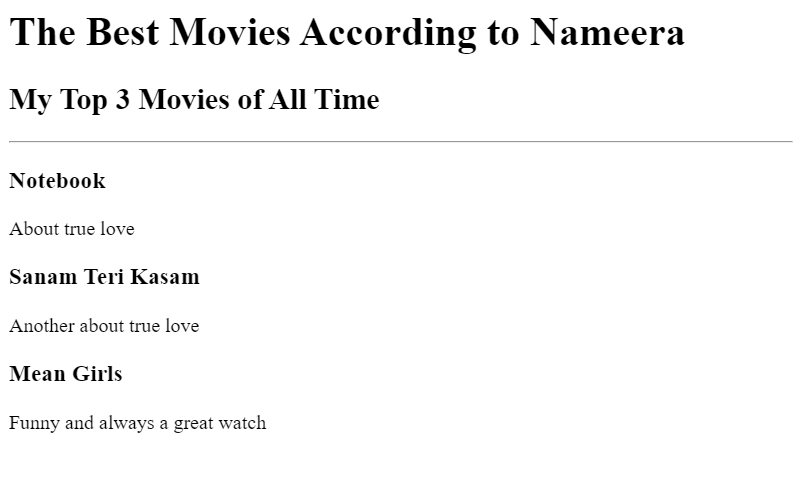 The Best Movies According to Nameera
My Top 3 Movies of All Time
Notebook
About true love
Sanam Teri Kasam
Another about true love
Mean Girls
Funny and always a great watch